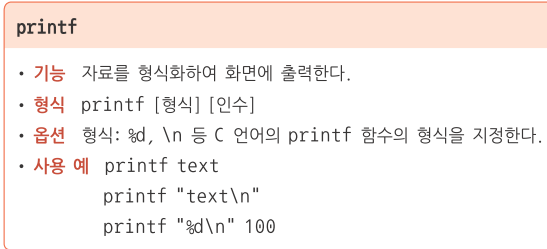 printf
• 기능 자료를 형식화하여 화면에 출력한다.
• 형식 printf [형식] [인수]
• 옵션 형식: %d, \n 등 C 언어의 printf 함수의 형식을 지정한다.
• 사용 예 printf text
printf "text\n"
printf "%d\n" 100